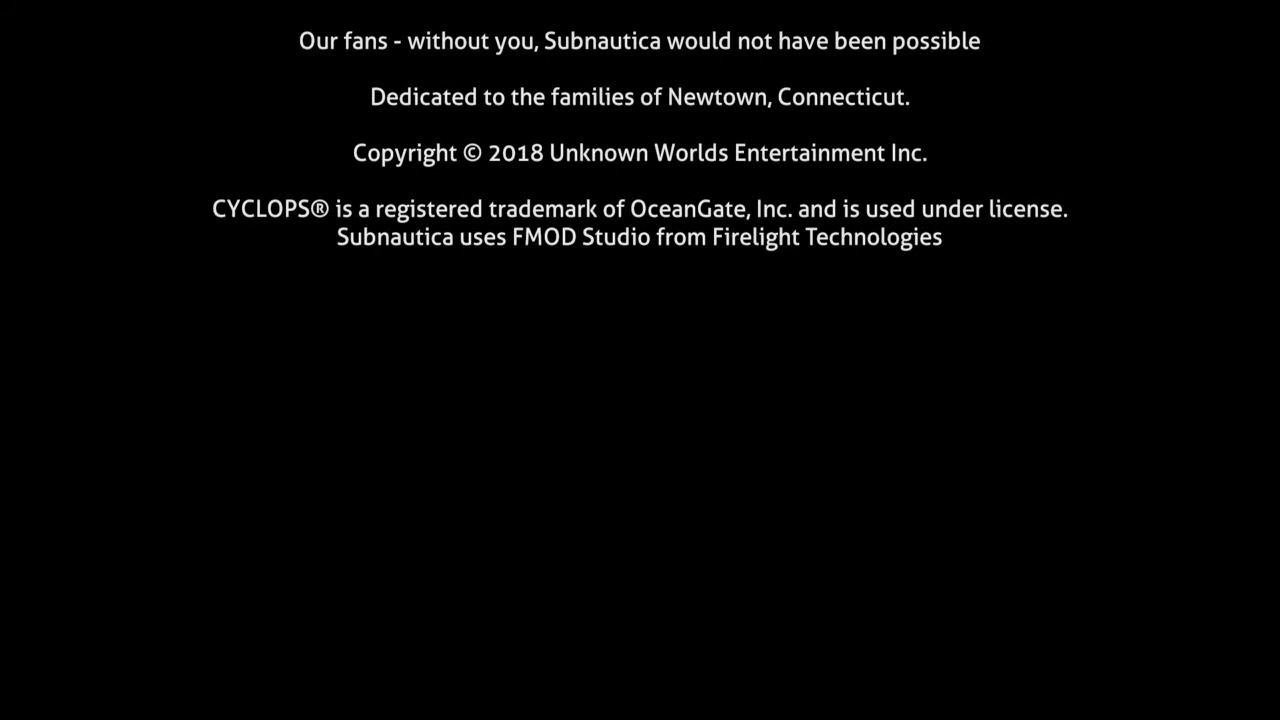 Our fans - without you, Subnautica would not have been possible
Dedicated to the families of Newtown, Connecticut.
Copyright © 2018 Unknown Worlds Entertainment Inc.
CYCLOPS® is a registered trademark of OceanGate, Inc. and is used under license.
Subnautica uses FMOD Studio from Firelight Technologies